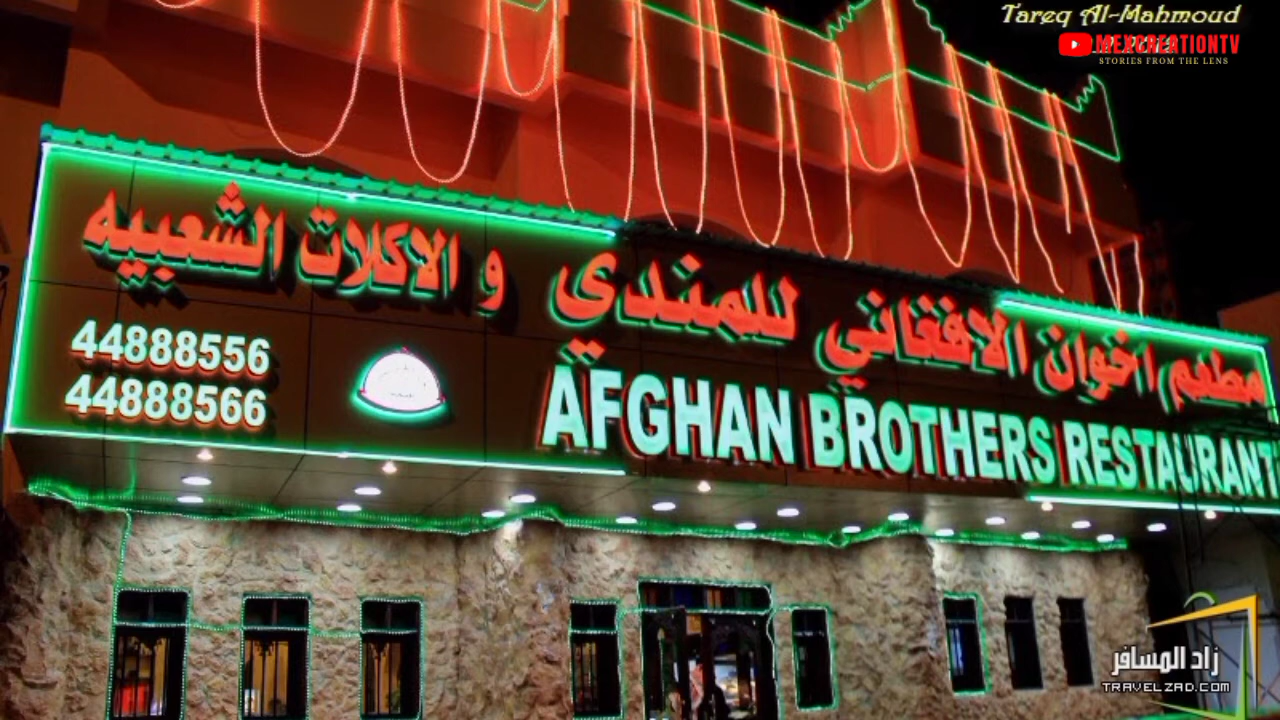 Tareq Al-Mahmoud
MEXCREATIONTV
STORIES FROM THE LENS
مطعم اخوان الافغاني للمندي و الاكلات الشعبيه
44888556
44888566
AFGHAN BROTHERS RESTAURANT
زاد المسافر
TRAVELZAD.COM